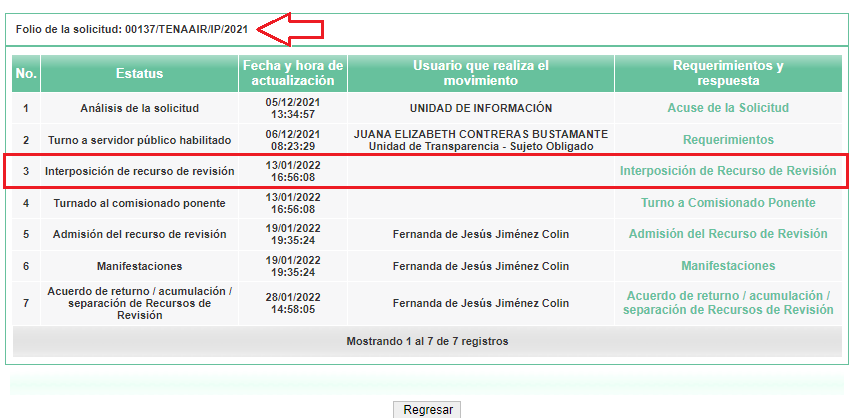 Folio de la solicitud: 00137/TENAAIR/IP/2021
No. Estatus Fecha y hora de actualización Usuario que realiza el movimiento Requerimientos y respuesta
1 Análisis de la solicitud 05/12/2021 13:34:57 UNIDAD DE INFORMACIÓN Acuse de la Solicitud
2 Turno a servidor público habilitado 06/12/2021 08:23:29 JUANA ELIZABETH CONTRERAS BUSTAMANTE Unidad de Transparencia - Sujeto Obligado Requerimientos
3 Interposición de recurso de revisión 13/01/2022 16:56:08 Interposición de Recurso de Revisión
4 Turnado al comisionado ponente 13/01/2022 16:56:08 Turno a Comisionado Ponente
5 Admisión del recurso de revisión 19/01/2022 19:35:24 Fernanda de Jesús Jiménez Colin Admisión del Recurso de Revisión
6 Manifestaciones 19/01/2022 19:35:24 Fernanda de Jesús Jiménez Colin Manifestaciones
7 Acuerdo de returno / acumulación / separación de Recursos de Revisión 28/01/2022 14:58:05 Fernanda de Jesús Jiménez Colin Acuerdo de returno / acumulación / separación de Recursos de Revisión
Mostrando 1 al 7 de 7 registros
Regresar